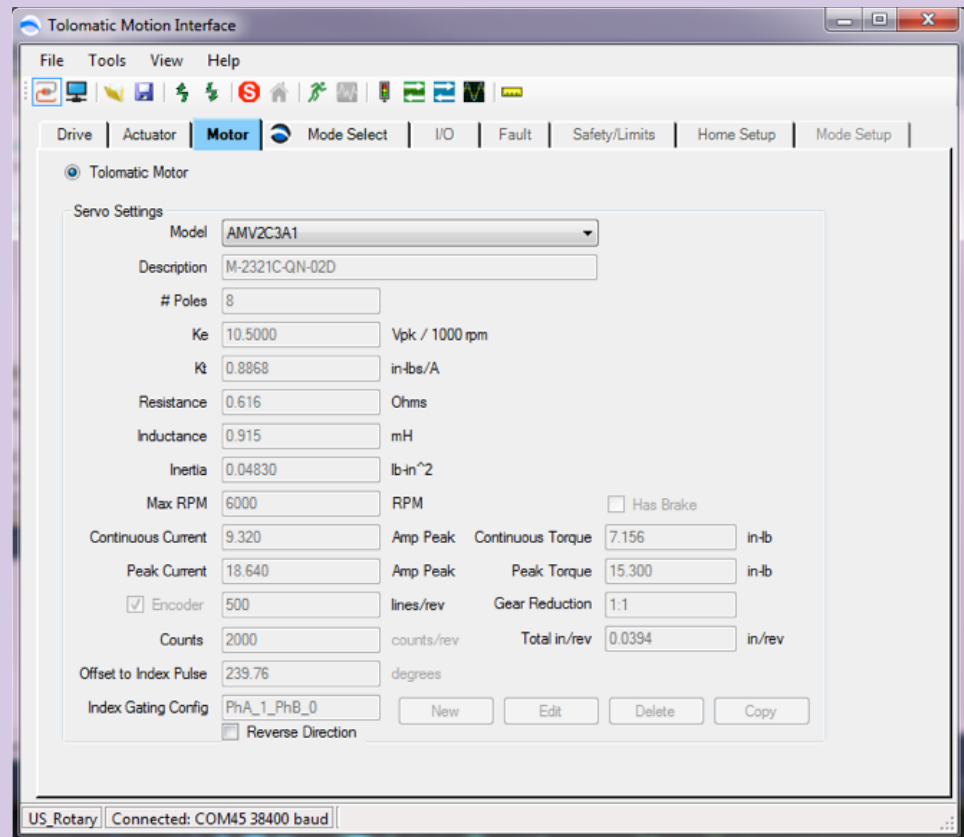 Tolomatic Motion Interface
File Tools View Help
S
Drive Actuator Motor Mode Select I/O Fault Safety/Limits Home Setup Mode Setup
Tolomatic Motor
Servo Settings
Model AMV2C3A1
Description M-2321C-QN-02D
# Poles 8
Ke 10.5000 Vpk / 1000 rpm
Kt 0.8868 in-lbs/A
Resistance 0.616 Ohms
Inductance 0.915 mH
Inertia 0.04830 lb-in^2
Max RPM 6000 RPM Has Brake
Continuous Current 9.320 Amp Peak Continuous Torque 7.156 in-lb
Peak Current 18.640 Amp Peak Peak Torque 15.300 in-lb
Encoder 500 lines/rev Gear Reduction 1:1
Counts 2000 counts/rev Total in/rev 0.0394 in/rev
Offset to Index Pulse 239.76 degrees
Index Gating Config PhA_1_PhB_0 New Edit Delete Copy
Reverse Direction
US_Rotary Connected: COM45 38400 baud